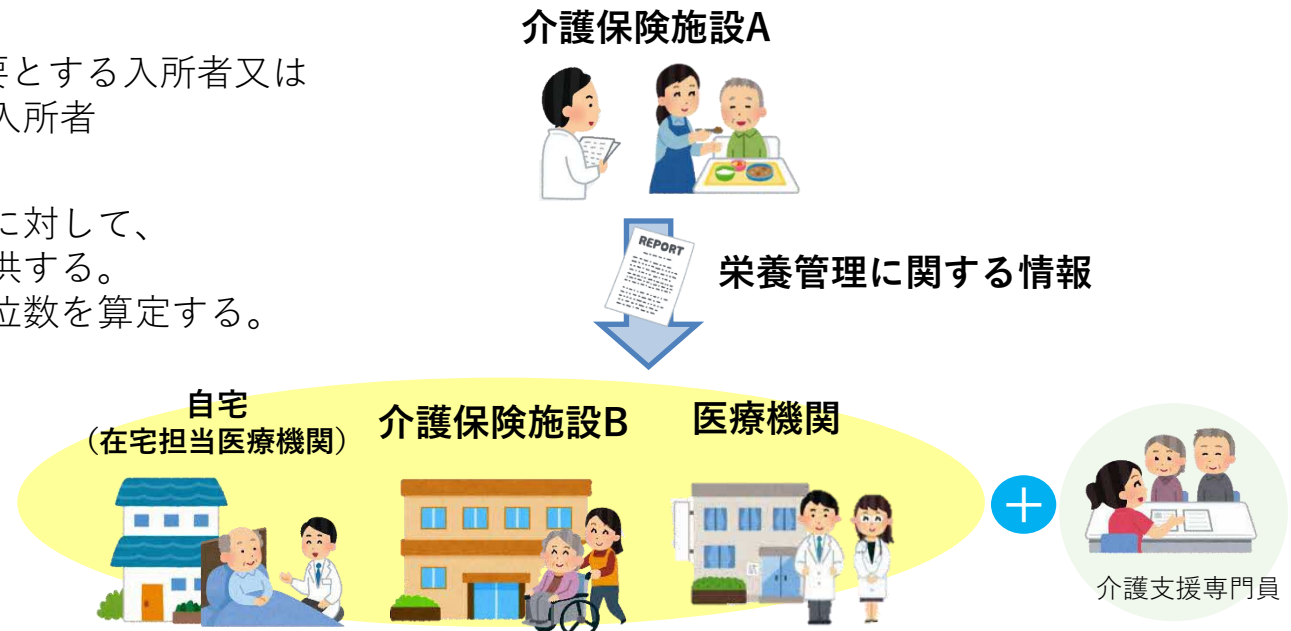 介護保険施設A
要とする入所者又は
入所者
に対して、
供する。
位数を算定する。
REPORT
栄養管理に関する情報
自宅
（在宅担当医療機関）
介護保険施設B
医療機関
＋
介護支援専門員